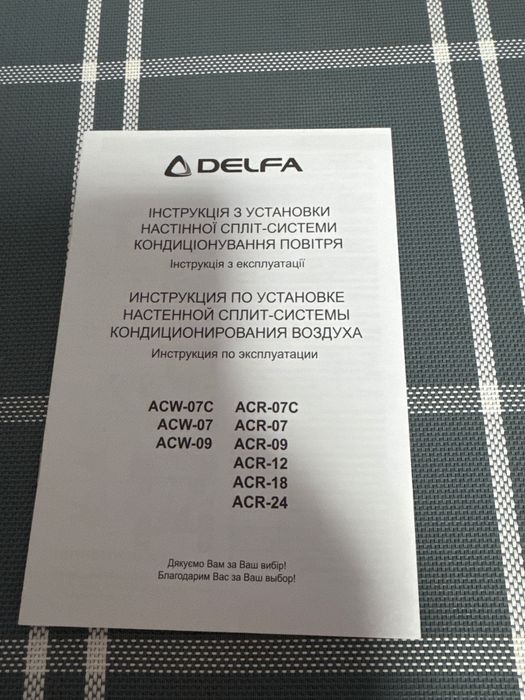 DELFA
ІНСТРУКЦІЯ З УСТАНОВКИ
НАСТІННОЇ СПЛІТ-СИСТЕМИ
КОНДИЦІОНУВАННЯ ПОВІТРЯ
Інструкція з експлуатації
ИНСТРУКЦИЯ ПО УСТАНОВКЕ
НАСТЕННОЙ СПЛИТ-СИСТЕМЫ
КОНДИЦИОНИРОВАНИЯ ВОЗДУХА
Инструкция по эксплуатации
ACW-07C ACR-07C
ACW-07 ACR-07
ACW-09 ACR-09
ACR-12
ACR-18
ACR-24
Дякуємо Вам за Ваш вибір!
Благодарим Вас за Ваш выбор!